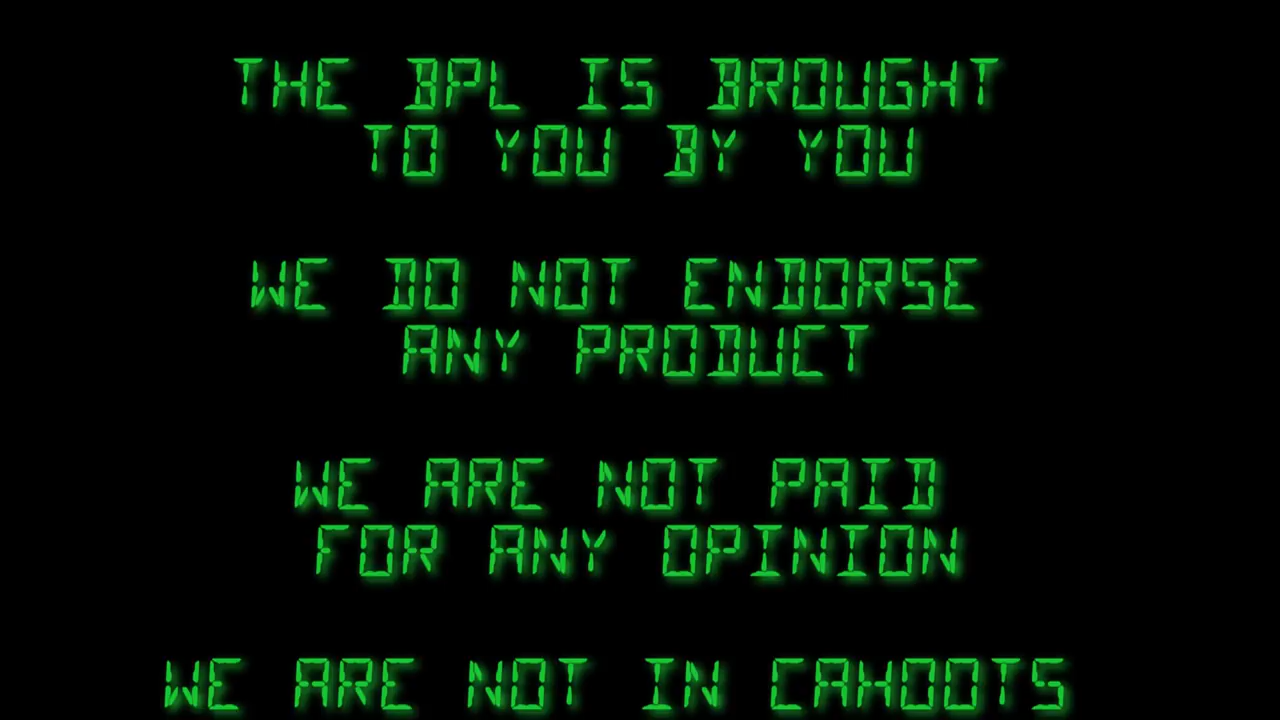 THE BPL IS BROUGHT
TO YOU BY YOU
WE DO NOT ENDORSE
ANY PRODUCT
WE ARE NOT PAID
FOR ANY OPINION
WE ARE NOT IN CAHOOTS